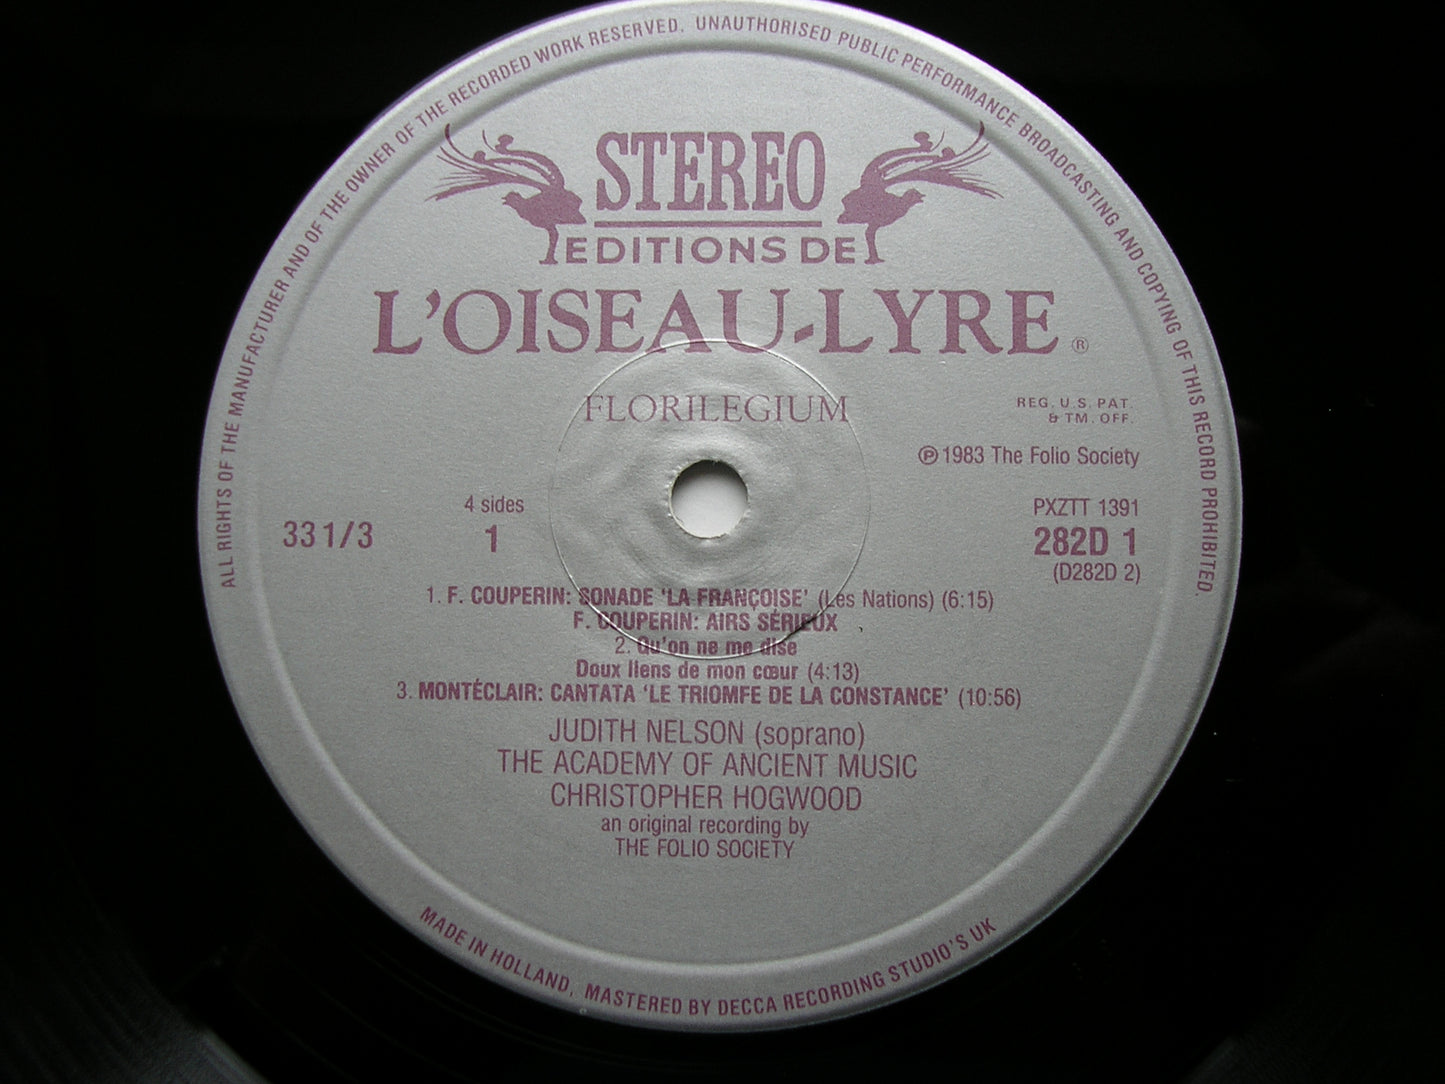 ALL RIGHTS OF THE MANUFACTURER AND OF THE OWNER OF THE RECORDED WORK RESERVED. UNAUTHORISED PUBLIC PERFORMANCE BROADCASTING AND COPYING OF THIS RECORD PROHIBITED.
STEREO
EDITIONS DE
L'OISEAU-LYRE ®
FLORILEGIUM
REG. U.S. PAT.
& TM. OFF.
℗ 1983 The Folio Society
4 sides
PXZTT 1391
33 1/3
1
282D 1
(D282D 2)
1. F. COUPERIN: SONADE 'LA FRANÇOISE' (Les Nations) (6:15)
F. COUPERIN: AIRS SÉRIEUX
2. Qu'on ne me dise
Doux liens de mon cœur (4:13)
3. MONTÉCLAIR: CANTATA 'LE TRIOMFE DE LA CONSTANCE' (10:56)
JUDITH NELSON (soprano)
THE ACADEMY OF ANCIENT MUSIC
CHRISTOPHER HOGWOOD
an original recording by
THE FOLIO SOCIETY
MADE IN HOLLAND, MASTERED BY DECCA RECORDING STUDIO'S UK